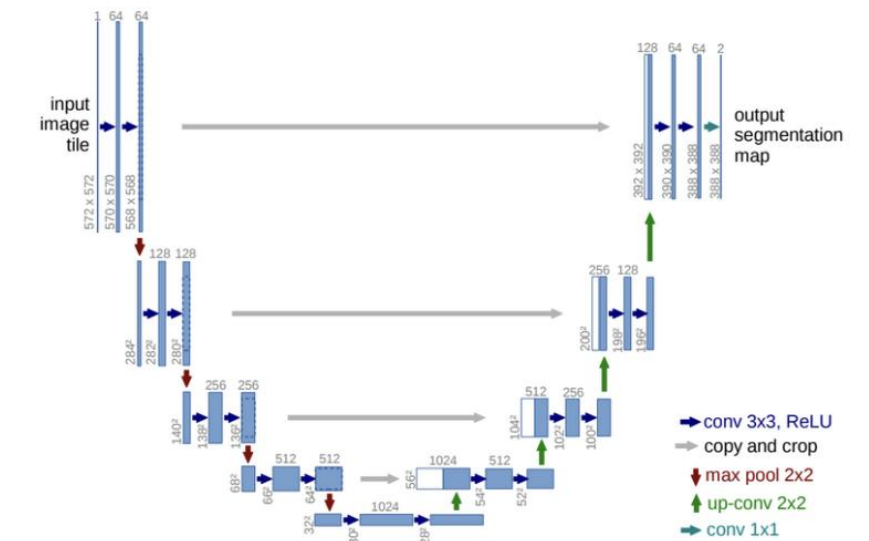 1 64 64
input
image
tile
572 x 572
570 x 570
568 x 568
128 64 64 2
output
segmentation
map
392 x 392
390 x 390
388 x 388
388 x 388
128 128
284²
282²
280²
256 128
200²
198²
196²
256 256
140²
138²
136²
512 256
104²
102²
100²
512 512
68²
66²
64²
1024 512
56²
54²
52²
1024
32²
conv 3x3, ReLU
copy and crop
max pool 2x2
up-conv 2x2
conv 1x1